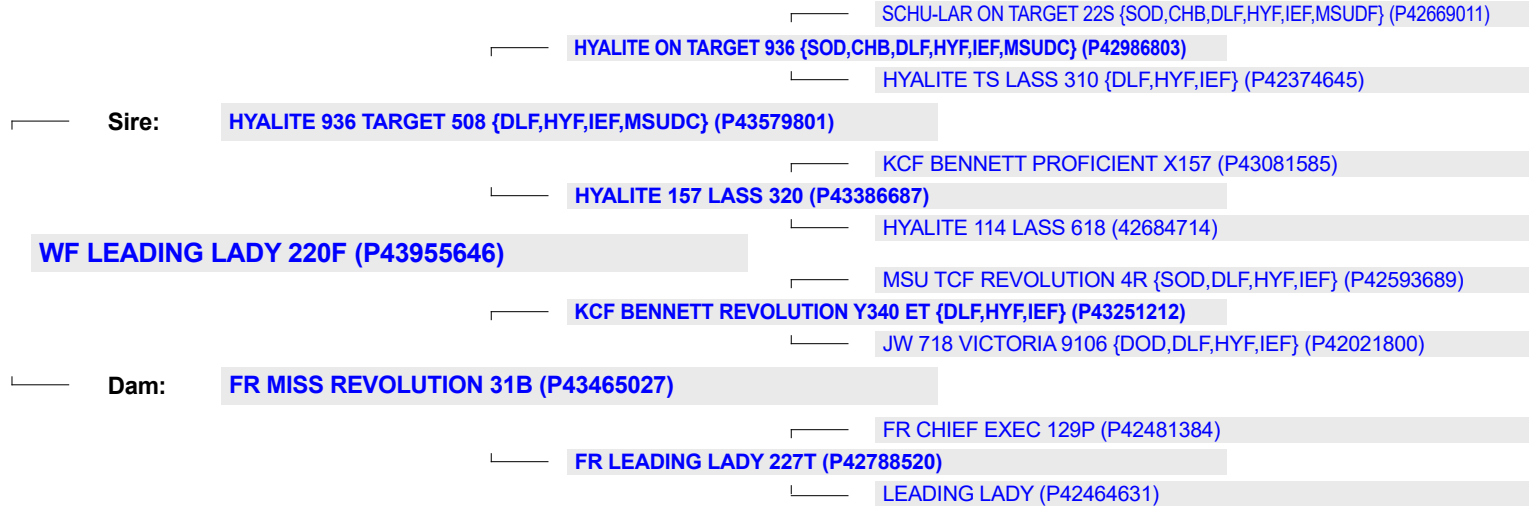 SCHU-LAR ON TARGET 22S {SOD,CHB,DLF,HYF,IEF,MSUDF} (P42669011)
HYALITE ON TARGET 936 {SOD,CHB,DLF,HYF,IEF,MSUDC} (P42986803)
HYALITE TS LASS 310 {DLF,HYF,IEF} (P42374645)
Sire: HYALITE 936 TARGET 508 {DLF,HYF,IEF,MSUDC} (P43579801)
KCF BENNETT PROFICIENT X157 (P43081585)
HYALITE 157 LASS 320 (P43386687)
HYALITE 114 LASS 618 (42684714)
WF LEADING LADY 220F (P43955646)
MSU TCF REVOLUTION 4R {SOD,DLF,HYF,IEF} (P42593689)
KCF BENNETT REVOLUTION Y340 ET {DLF,HYF,IEF} (P43251212)
JW 718 VICTORIA 9106 {DOD,DLF,HYF,IEF} (P42021800)
Dam: FR MISS REVOLUTION 31B (P43465027)
FR CHIEF EXEC 129P (P42481384)
FR LEADING LADY 227T (P42788520)
LEADING LADY (P42464631)